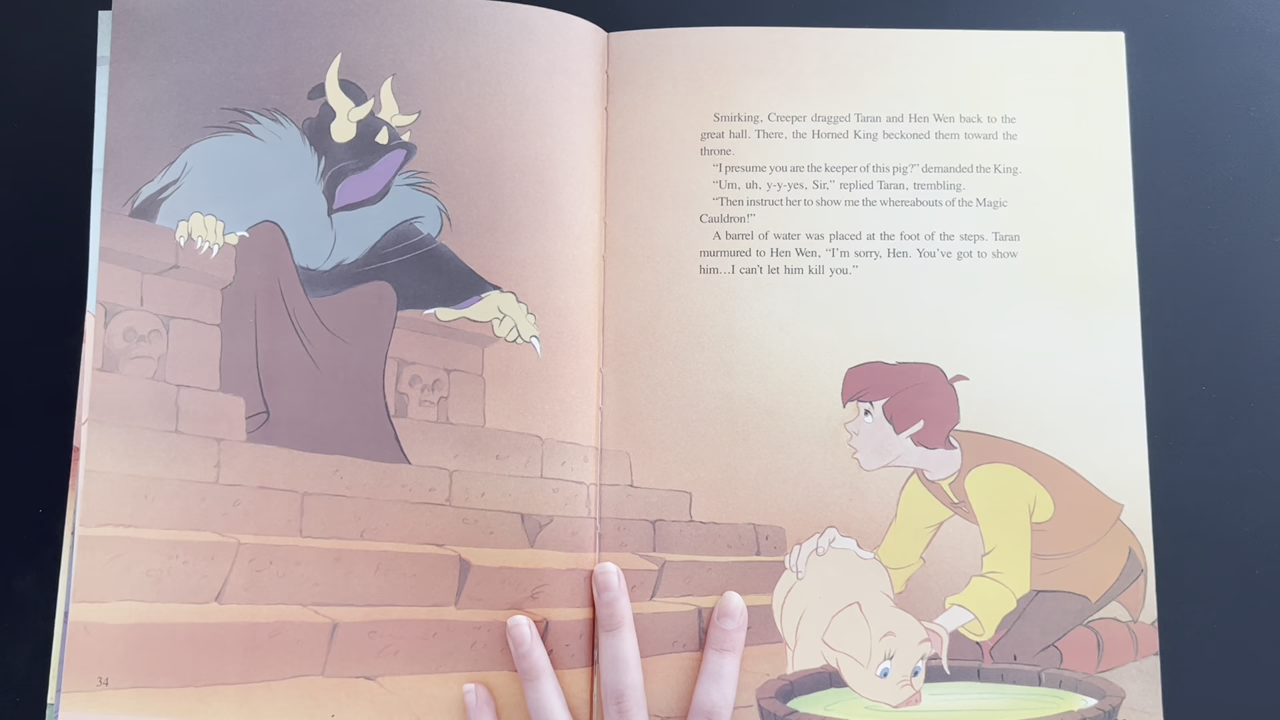 Smirking, Creeper dragged Taran and Hen Wen back to the
great hall. There, the Horned King beckoned them toward the
throne.
“I presume you are the keeper of this pig?” demanded the King.
“Um, uh, y-y-yes, Sir,” replied Taran, trembling.
“Then instruct her to show me the whereabouts of the Magic
Cauldron!”
A barrel of water was placed at the foot of the steps. Taran
murmured to Hen Wen, “I’m sorry, Hen. You’ve got to show
him…I can’t let him kill you.”
34